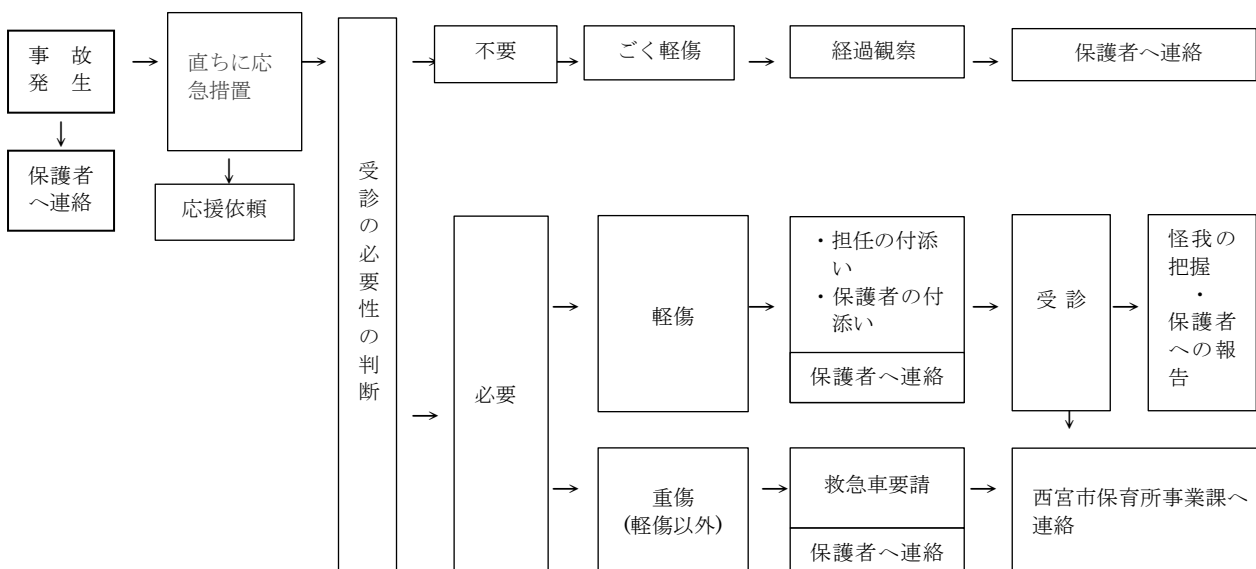 事 故
発 生
保護者
へ連絡
直ちに応
急措置
応援依頼
受診の必要性の判断
不要
ごく軽傷
経過観察
保護者へ連絡
必要
軽傷
・担任の付添
い
・保護者の付
添い
保護者へ連絡
受 診
怪我の
把握
・
保護者
への報
告
重傷
(軽傷以外)
救急車要請
保護者へ連絡
西宮市保育所事業課へ
連絡